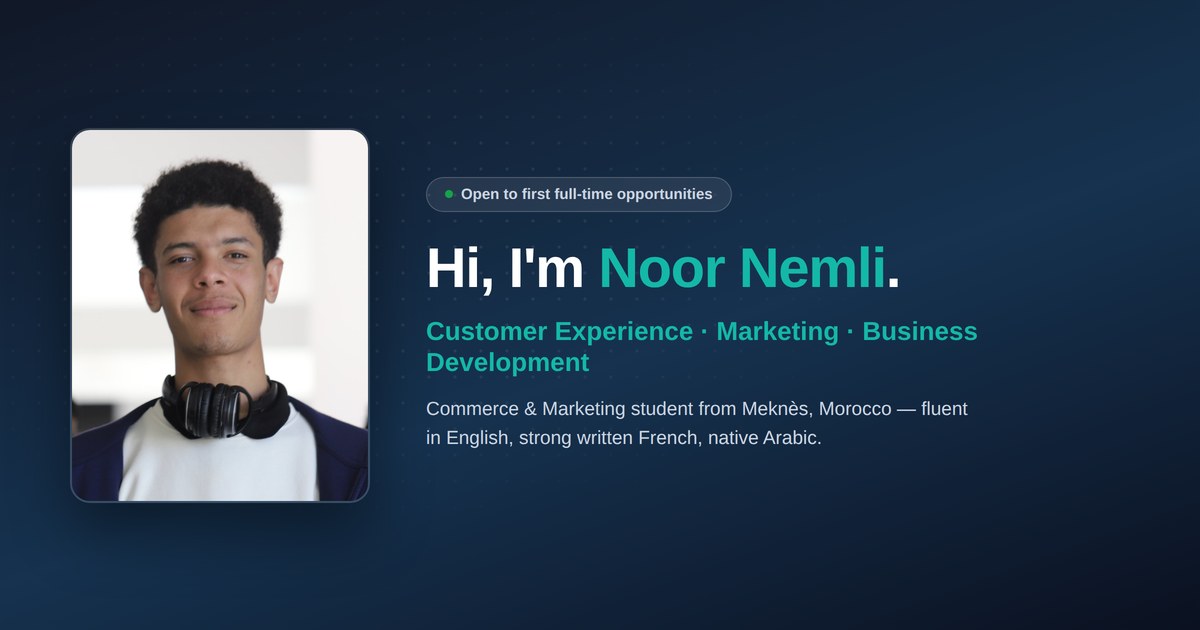 Open to first full-time opportunities
Hi, I'm Noor Nemli.
Customer Experience · Marketing · Business
Development
Commerce & Marketing student from Meknès, Morocco — fluent
in English, strong written French, native Arabic.